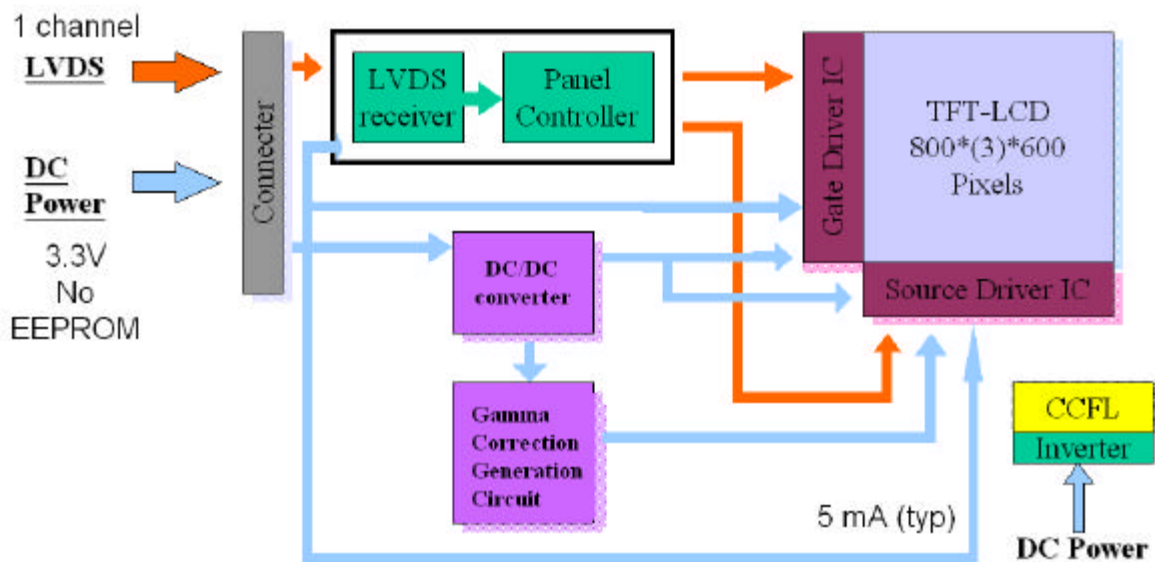 1 channel
LVDS
DC
Power
3.3V
No
EEPROM
Connecter
LVDS
receiver
Panel
Controller
Gate Driver IC
TFT-LCD
800*(3)*600
Pixels
Source Driver IC
DC/DC
converter
Gamma
Correction
Generation
Circuit
5 mA (typ)
CCFL
Inverter
DC Power